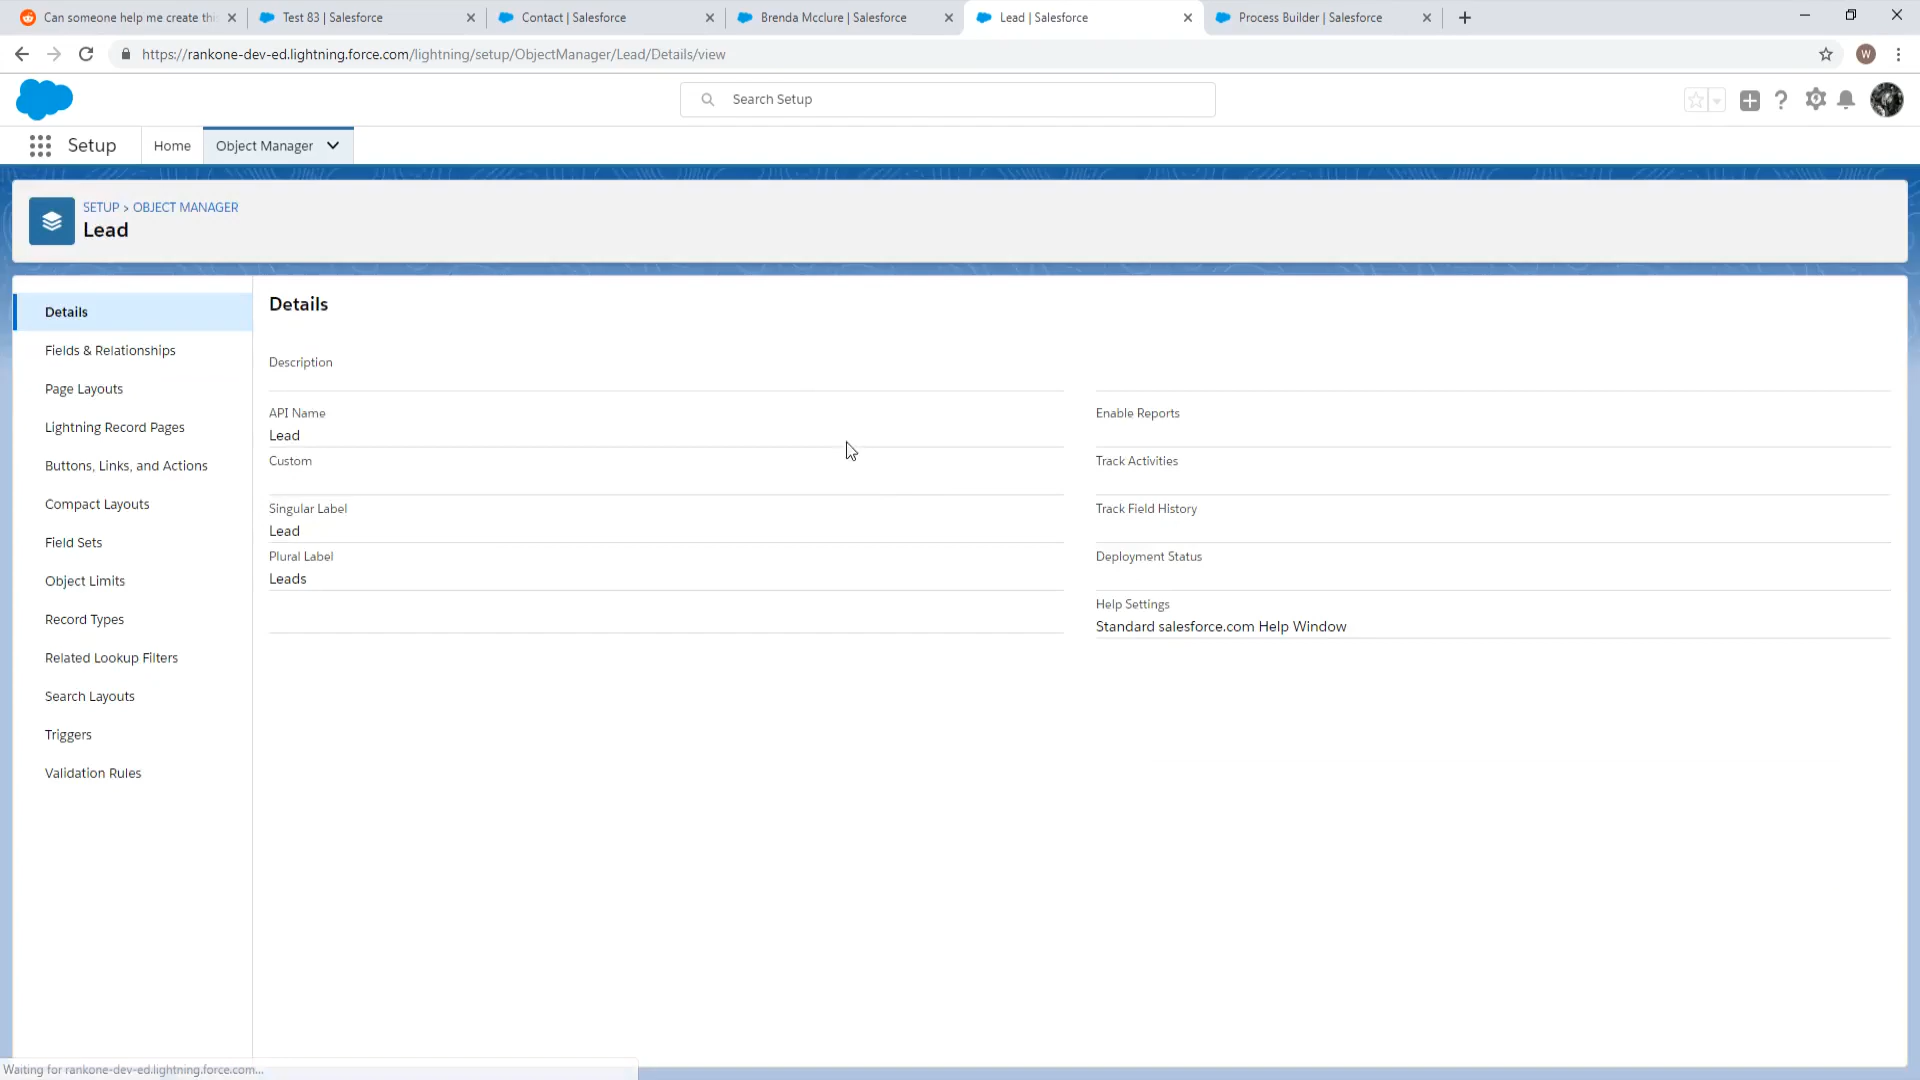 Can someone help me create thi
Test 83 | Salesforce
Contact | Salesforce
Brenda Mcclure | Salesforce
Lead | Salesforce
Process Builder | Salesforce
https://rankone-dev-ed.lightning.force.com/lightning/setup/ObjectManager/Lead/Details/view
W
Search Setup
Setup
Home
Object Manager
SETUP > OBJECT MANAGER
Lead
Details
Fields & Relationships
Page Layouts
Lightning Record Pages
Buttons, Links, and Actions
Compact Layouts
Field Sets
Object Limits
Record Types
Related Lookup Filters
Search Layouts
Triggers
Validation Rules
Details
Description
API Name
Lead
Enable Reports
Custom
Track Activities
Singular Label
Lead
Track Field History
Plural Label
Leads
Deployment Status
Help Settings
Standard salesforce.com Help Window
Waiting for rankone-dev-ed.lightning.force.com...